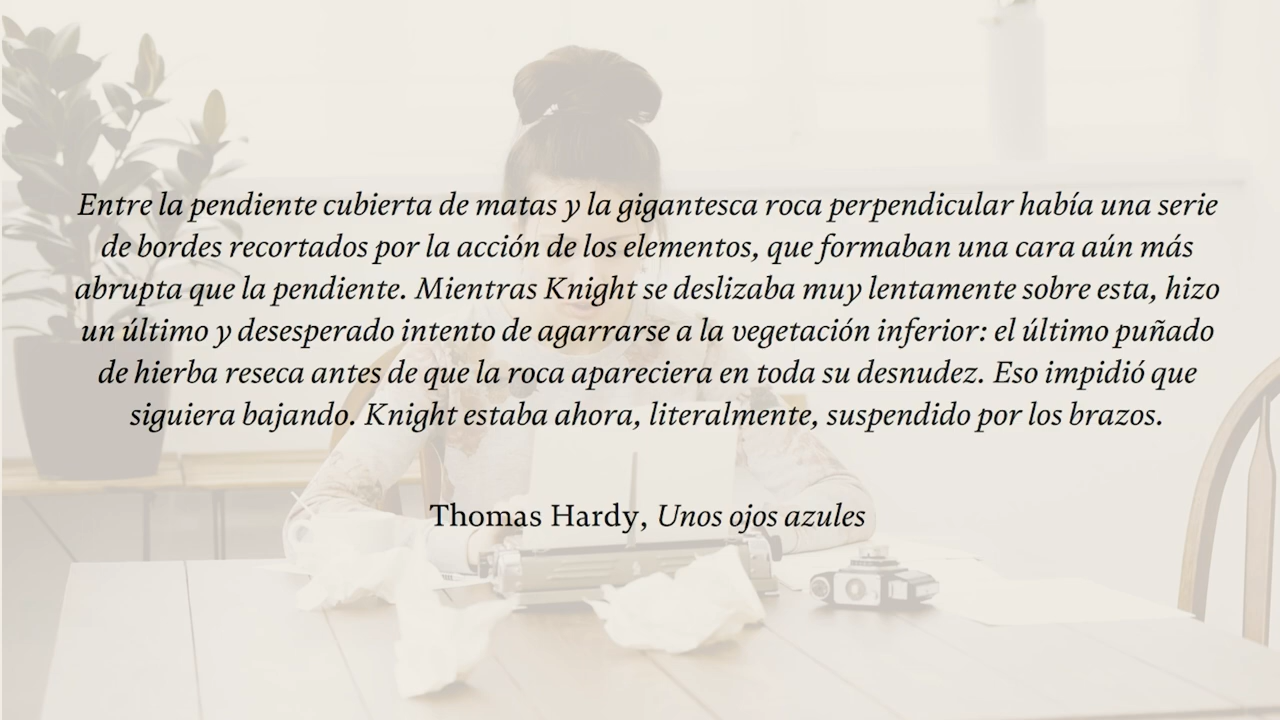 Entre la pendiente cubierta de matas y la gigantesca roca perpendicular había una serie
de bordes recortados por la acción de los elementos, que formaban una cara aún más
abrupta que la pendiente. Mientras Knight se deslizaba muy lentamente sobre esta, hizo
un último y desesperado intento de agarrarse a la vegetación inferior: el último puñado
de hierba reseca antes de que la roca apareciera en toda su desnudez. Eso impidió que
siguiera bajando. Knight estaba ahora, literalmente, suspendido por los brazos.
Thomas Hardy, Unos ojos azules